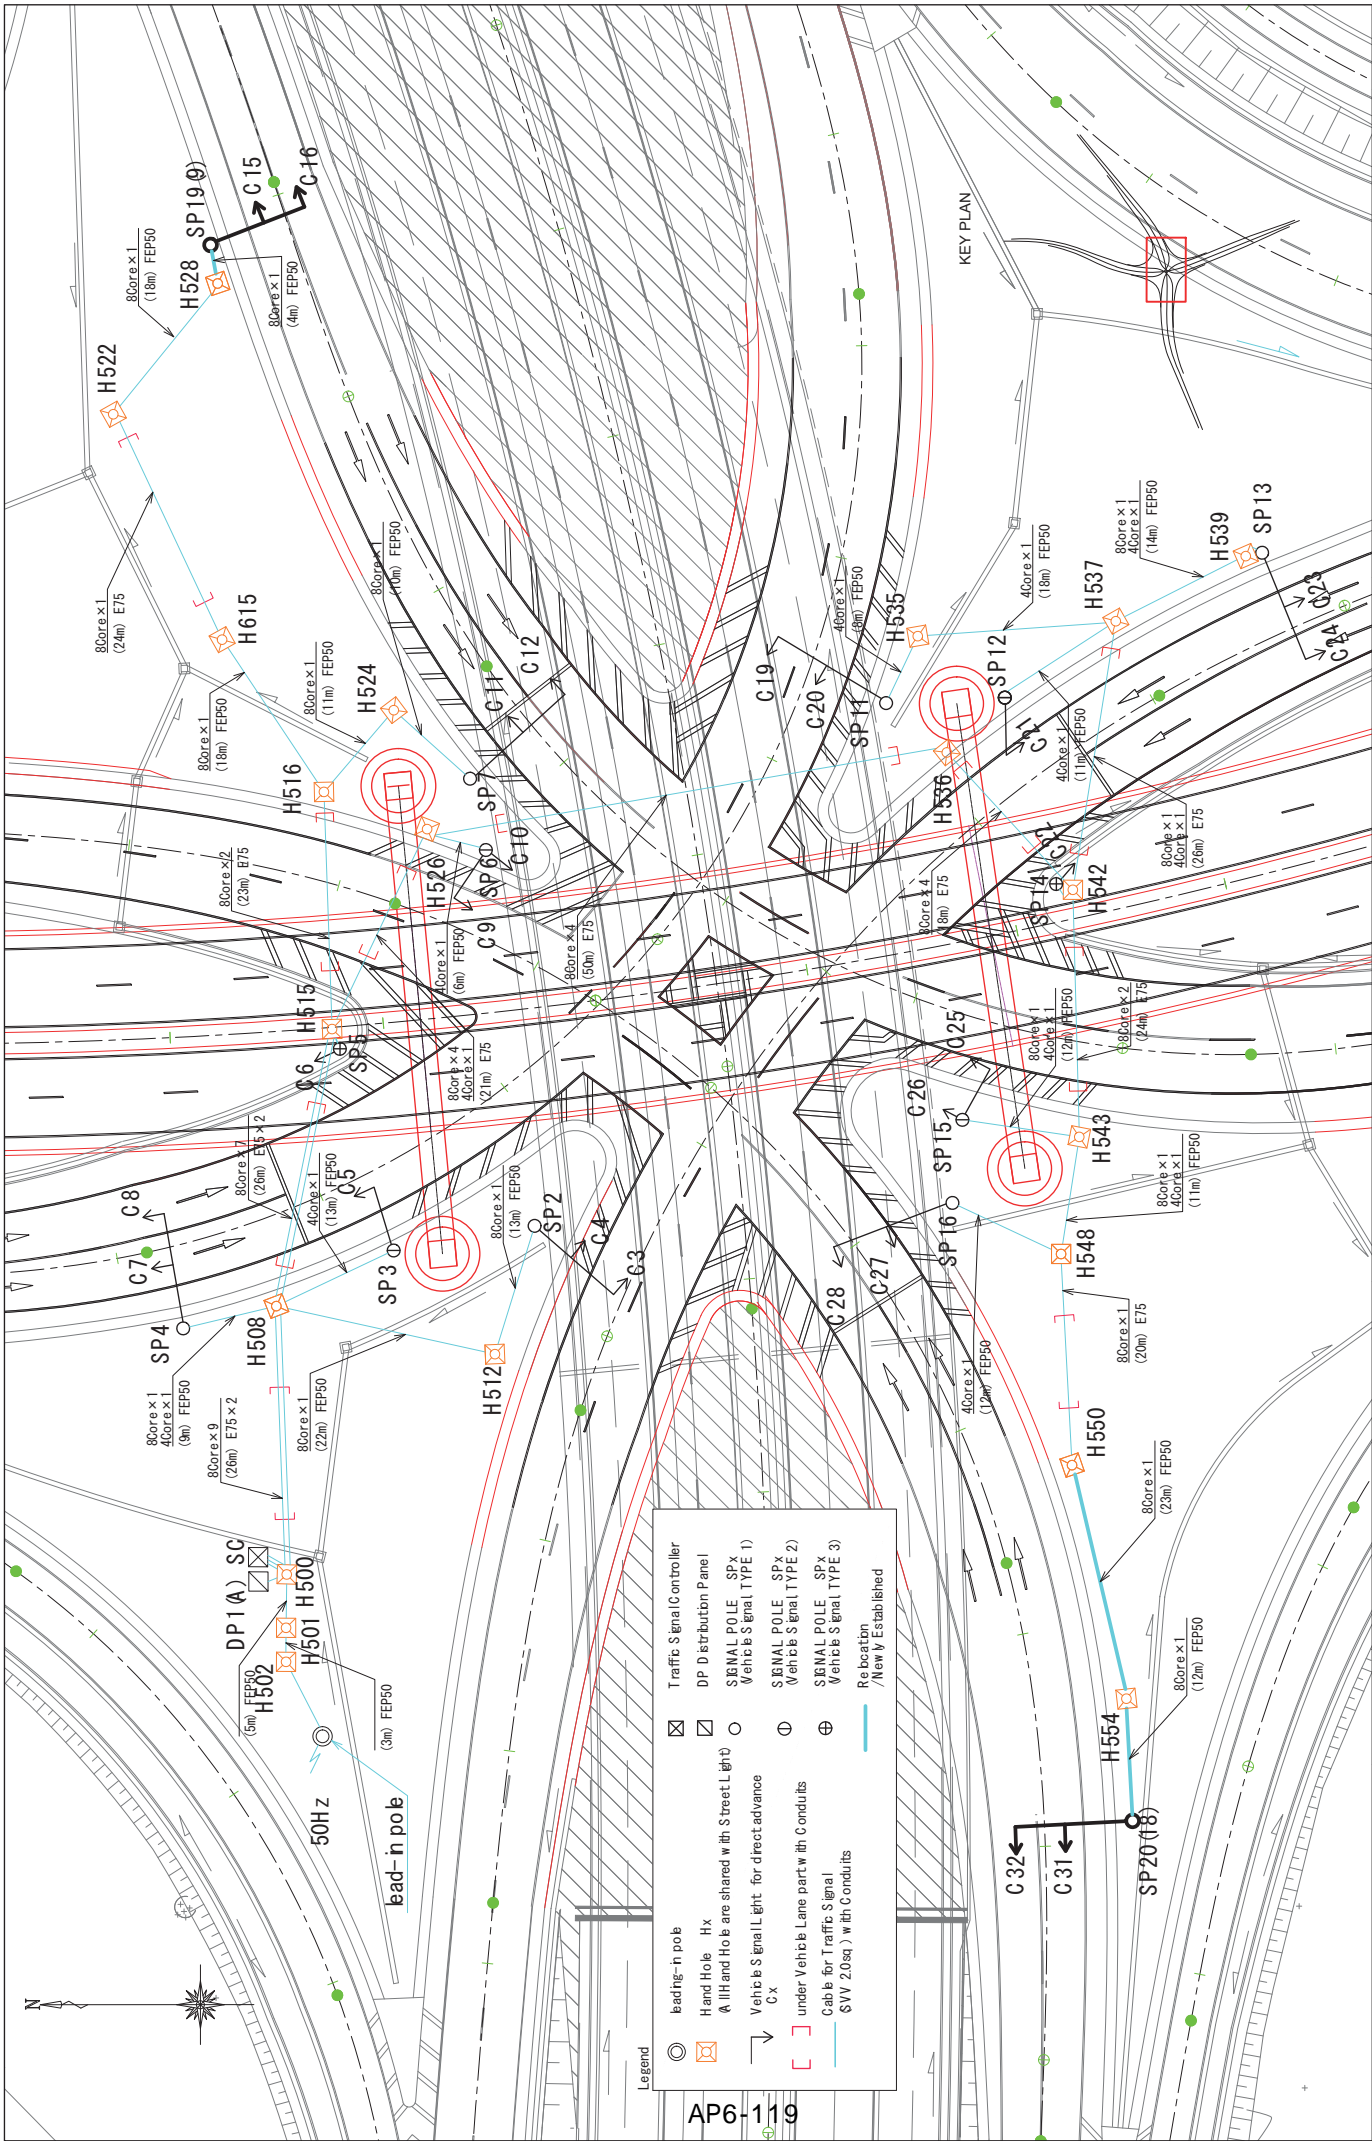 8Core×1
(18m) FEP50
SP19(9)
C15
C16
H528
8Core×1
(4m) FEP50
H522
8Core×1
(24m) E75
H615
8Core×1
(18m) FEP50
8Core×1
(11m) FEP50
H524
8Core×1
(10m) FEP50
C12
C11
SP7
H516
8Core×2
(23m) E75
H526
SP6
C10
C9
4Core×1
(6m) FEP50
8Core×4
(50m) E75
H515
C6
SP5
8Core×4
4Core×1
(21m) E75
8Core×7
(26m) E75×2
4Core×1
(13m) FEP50
C5
C8
C7
SP4
SP3
8Core×1
(13m) FEP50
SP2
C4
C3
H508
H512
8Core×1
4Core×1
(9m) FEP50
8Core×9
(26m) E75×2
8Core×1
(22m) FEP50
DP1(A) SC
H500
H501
H502
(5m) FEP50
(3m) FEP50
50Hz
lead-in pole
N
KEY PLAN
C19
C20
SP11
4Core×1
(8m) FEP50
H535
4Core×1
(18m) FEP50
H537
8Core×1
4Core×1
(14m) FEP50
H539
SP13
C23
C24
SP12
C21
4Core×1
(11m) FEP50
8Core×1
4Core×1
(26m) E75
H536
SP14
H542
8Core×4
(18m) E75
8Core×1
4Core×1
(12m) FEP50
8Core×2
(24m) E75
C25
C26
SP15
H543
8Core×1
4Core×1
(11m) FEP50
SP16
H548
C27
C28
4Core×1
(12m) FEP50
8Core×1
(20m) E75
H550
8Core×1
(23m) FEP50
H554
8Core×1
(12m) FEP50
C32
C31
SP20(18)
Legend
leading-in pole
Hand Hole Hx
(All Hand Hole are shared with Street Light)
Vehicle Signal Light for direct advance
Cx
under Vehicle Lane part with Conduits
Cable for Traffic Signal
(SVV 2.0sq) with Conduits
Traffic Signal Controller
DP Distribution Panel
SIGNAL POLE SPx
(Vehicle Signal TYPE 1)
SIGNAL POLE SPx
(Vehicle Signal TYPE 2)
SIGNAL POLE SPx
(Vehicle Signal TYPE 3)
Relocation
/Newly Established
AP6-119